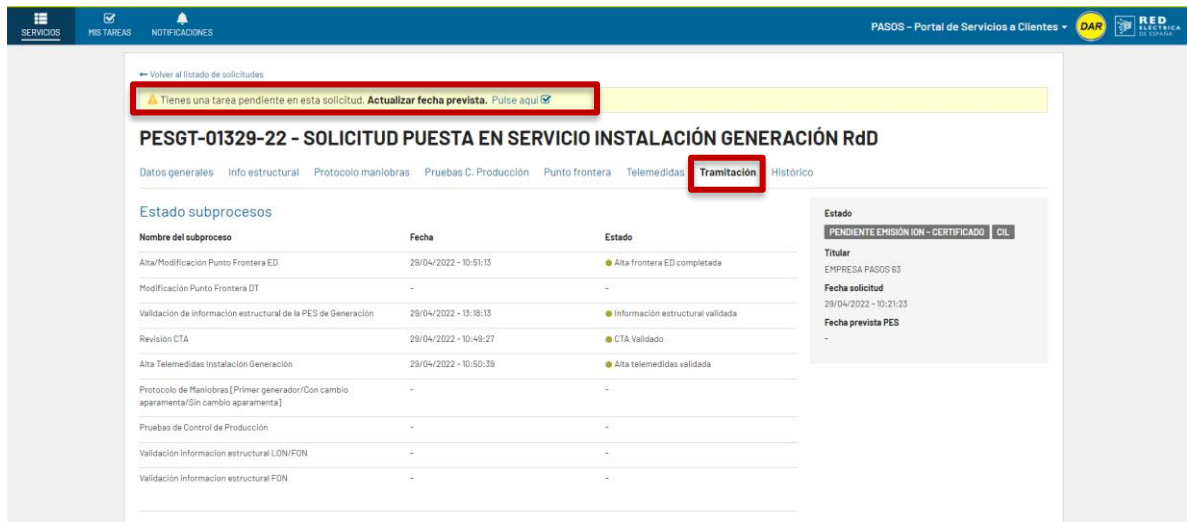 SERVICIOS
MIS TAREAS
NOTIFICACIONES
PASOS – Portal de Servicios a Clientes
DAR
RED
ELÉCTRICA
DE ESPAÑA
Volver al listado de solicitudes
Tienes una tarea pendiente en esta solicitud. Actualizar fecha prevista. Pulse aquí
PESGT-01329-22 - SOLICITUD PUESTA EN SERVICIO INSTALACIÓN GENERACIÓN RdD
Datos generales Info estructural Protocolo maniobras Pruebas C. Producción Punto frontera Telemedidas Tramitación Histórico
Estado subprocesos
Nombre del subproceso Fecha Estado
Alta/Modificación Punto Frontera ED 29/04/2022 - 10:51:13 Alta frontera ED completada
Modificación Punto Frontera DT - -
Validación de información estructural de la PES de Generación 29/04/2022 - 13:18:13 Información estructural validada
Revisión CTA 29/04/2022 - 10:49:27 CTA Validado
Alta Telemedidas Instalación Generación 29/04/2022 - 10:50:39 Alta telemedidas validada
Protocolo de Maniobras [Primer generador/Con cambio
aparamenta/Sin cambio aparamenta] - -
Pruebas de Control de Producción - -
Validación informacion estructural LON/FON - -
Validación informacion estructural FON - -
Estado
PENDIENTE EMISIÓN ION - CERTIFICADO CIL
Titular
EMPRESA PASOS 63
Fecha solicitud
29/04/2022 - 10:21:23
Fecha prevista PES
-